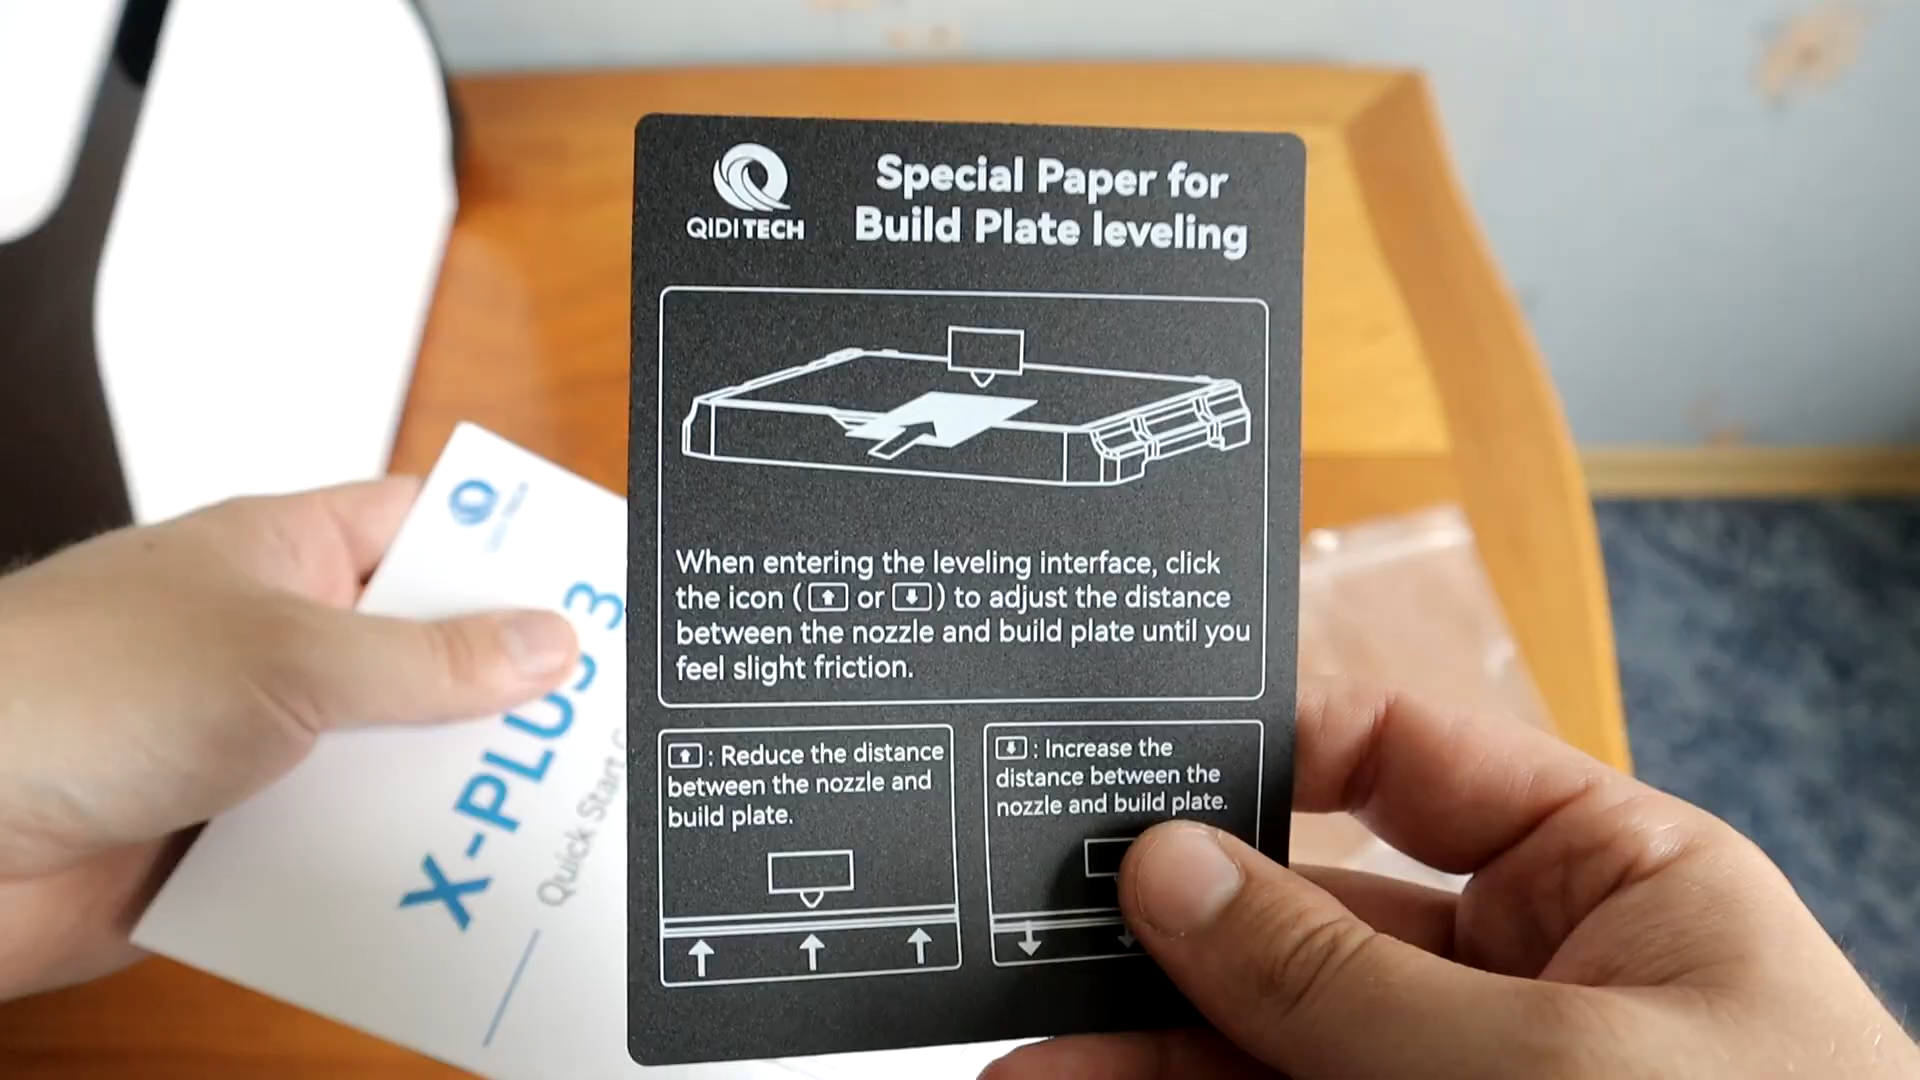 QIDI TECH
Special Paper for
Build Plate leveling
When entering the leveling interface, click
the icon ( or ) to adjust the distance
between the nozzle and build plate until you
feel slight friction.
: Reduce the distance
between the nozzle and
build plate.
: Increase the
distance between the
nozzle and build plate.
X-PLUS 3
Quick Start